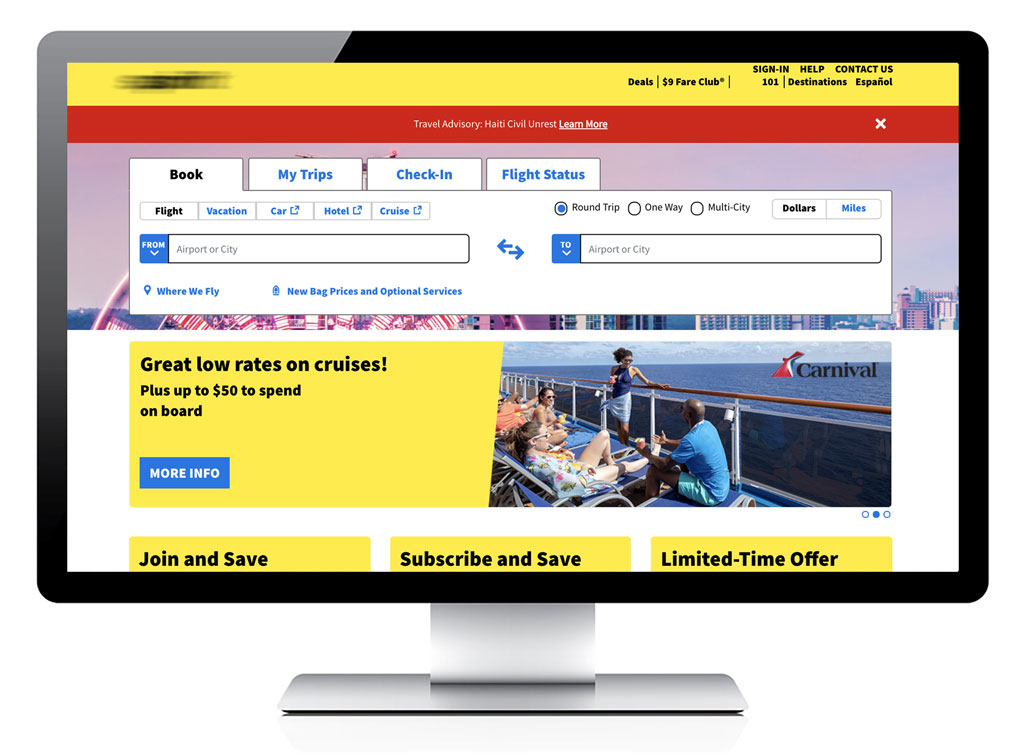 SIGN-IN HELP CONTACT US
Deals | $9 Fare Club® | 101 | Destinations Español
Travel Advisory: Haiti Civil Unrest Learn More
Book My Trips Check-In Flight Status
Flight Vacation Car Hotel Cruise Round Trip One Way Multi-City Dollars Miles
FROM Airport or City TO Airport or City
Where We Fly New Bag Prices and Optional Services
Great low rates on cruises!
Plus up to $50 to spend
on board
Carnival
MORE INFO
Join and Save Subscribe and Save Limited-Time Offer